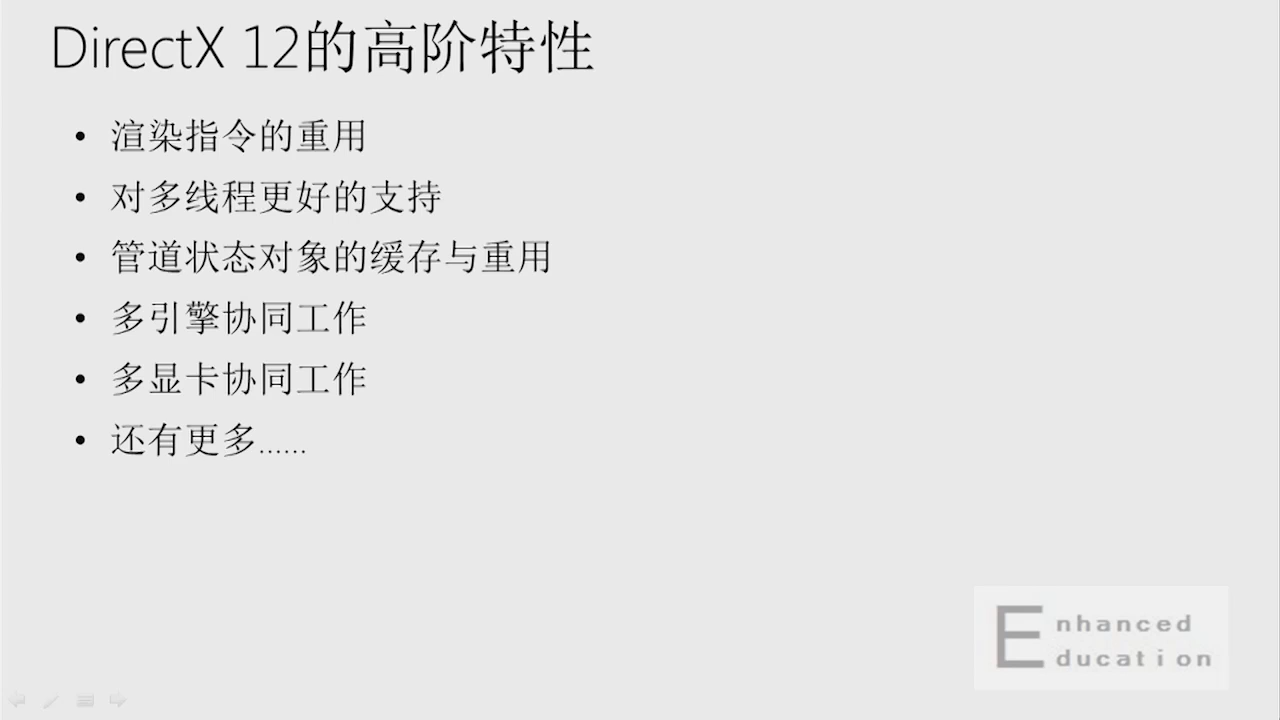 DirectX 12的高阶特性
• 渲染指令的重用
• 对多线程更好的支持
• 管道状态对象的缓存与重用
• 多引擎协同工作
• 多显卡协同工作
• 还有更多......
Enhanced
Education